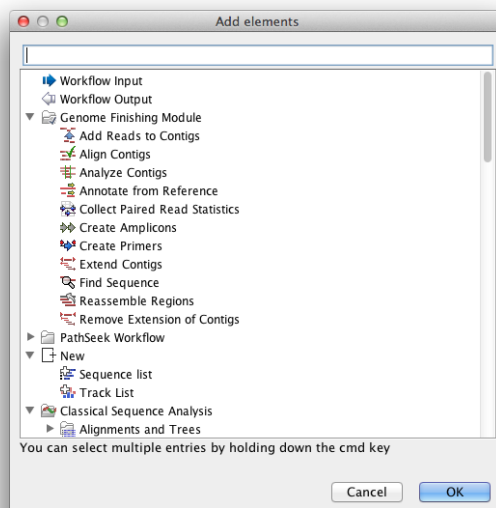 Add elements
Workflow Input
Workflow Output
Genome Finishing Module
Add Reads to Contigs
Align Contigs
Analyze Contigs
Annotate from Reference
Collect Paired Read Statistics
Create Amplicons
Create Primers
Extend Contigs
Find Sequence
Reassemble Regions
Remove Extension of Contigs
PathSeek Workflow
New
Sequence list
Track List
Classical Sequence Analysis
Alignments and Trees
You can select multiple entries by holding down the cmd key
Cancel OK